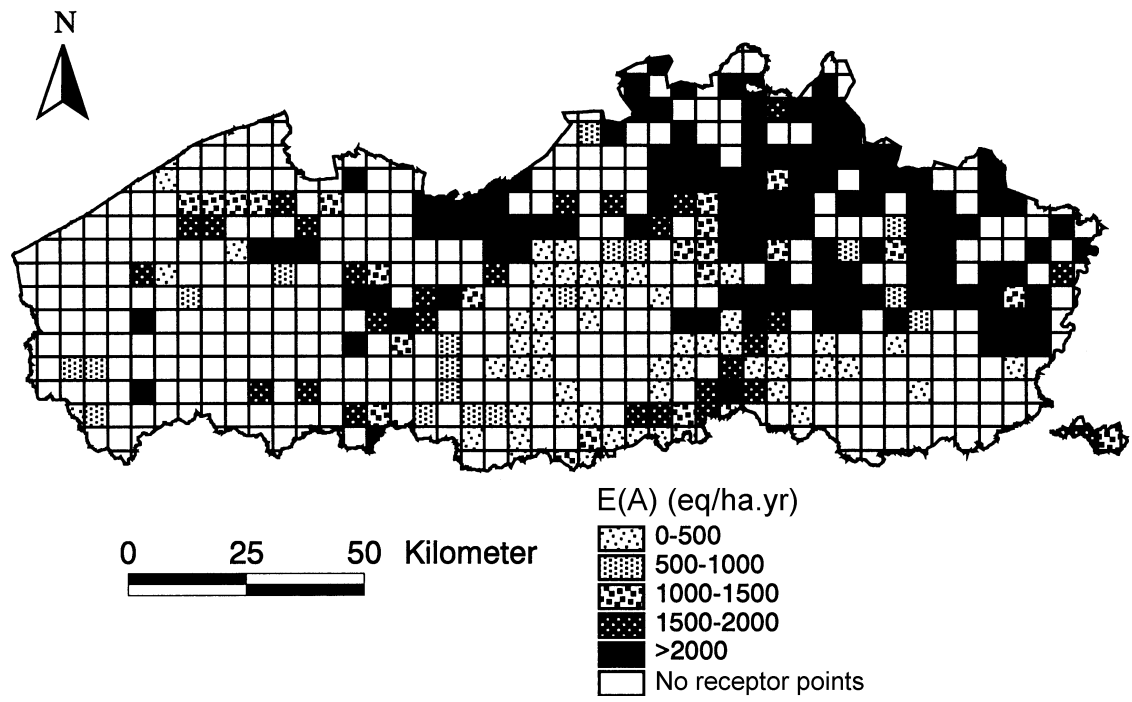 N
E(A) (eq/ha.yr)
0-500
500-1000
1000-1500
1500-2000
>2000
No receptor points
0 25 50 Kilometer